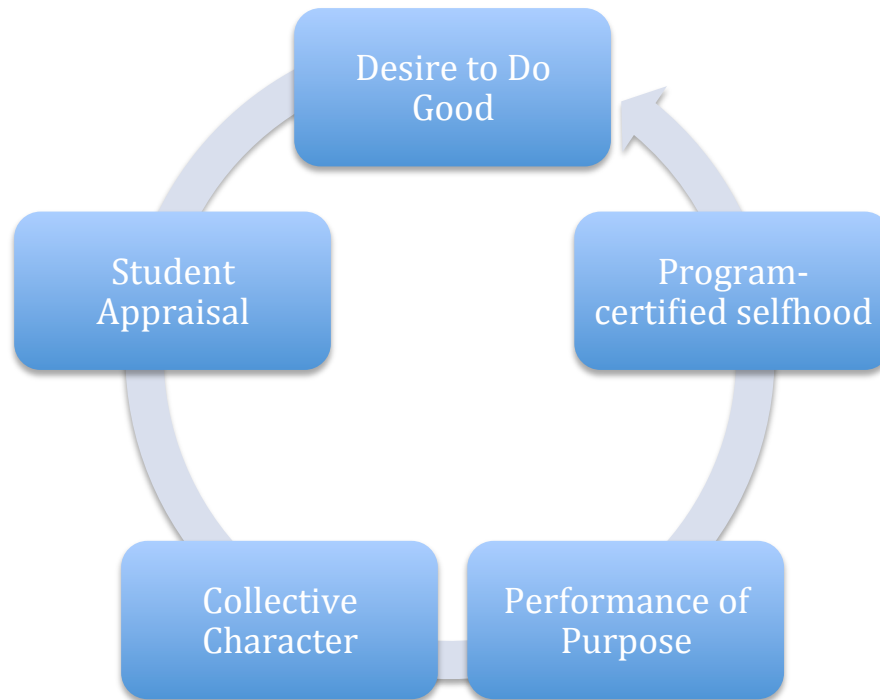 Desire to Do
Good
Student
Appraisal
Program-
certified selfhood
Collective
Character
Performance of
Purpose